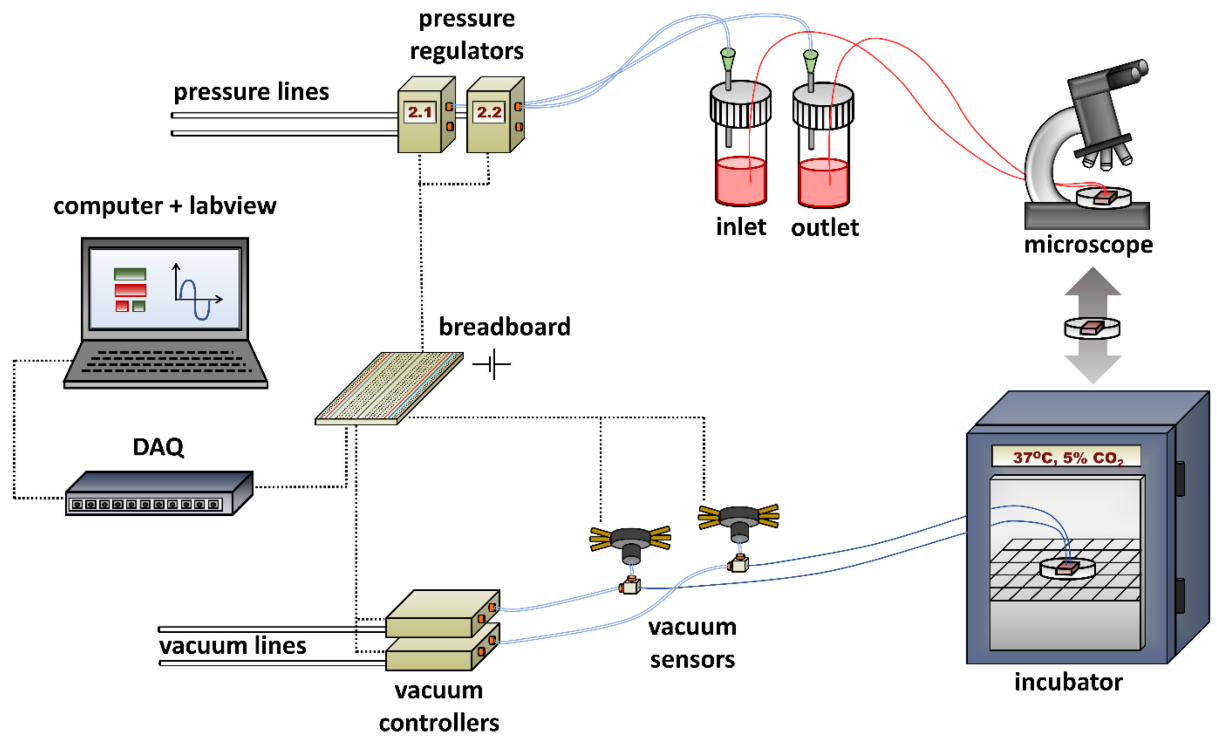 pressure
regulators
pressure lines
2.1
2.2
computer + labview
inlet
outlet
microscope
breadboard
DAQ
37°C, 5% CO₂
vacuum lines
vacuum
sensors
vacuum
controllers
incubator